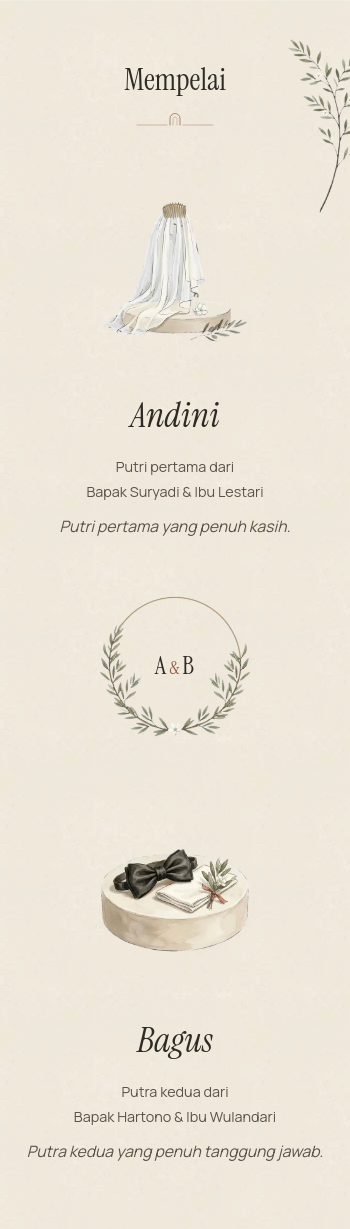 Mempelai
Andini
Putri pertama dari
Bapak Suryadi & Ibu Lestari
Putri pertama yang penuh kasih.
A & B
Bagus
Putra kedua dari
Bapak Hartono & Ibu Wulandari
Putra kedua yang penuh tanggung jawab.